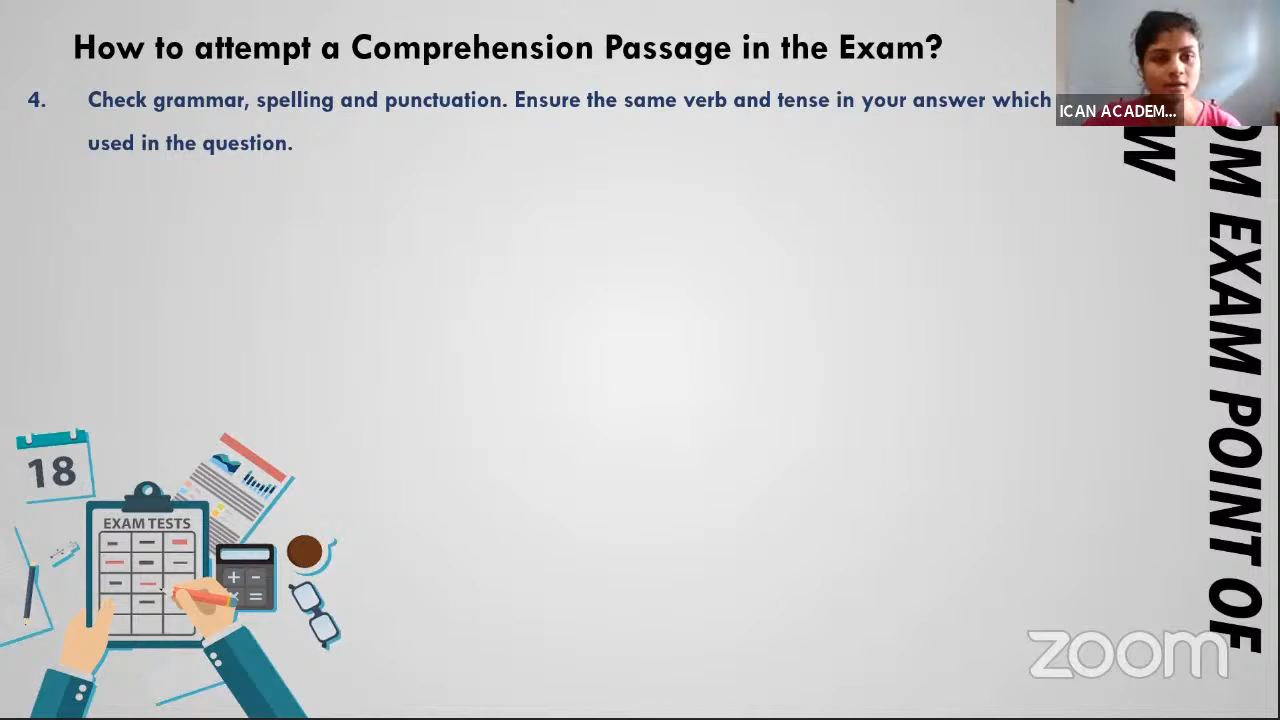 How to attempt a Comprehension Passage in the Exam?
4. Check grammar, spelling and punctuation. Ensure the same verb and tense in your answer which
used in the question.
ICAN ACADEM...
OM EXAM POINT OF
W
18
EXAM TESTS
+ −
× =
zoom